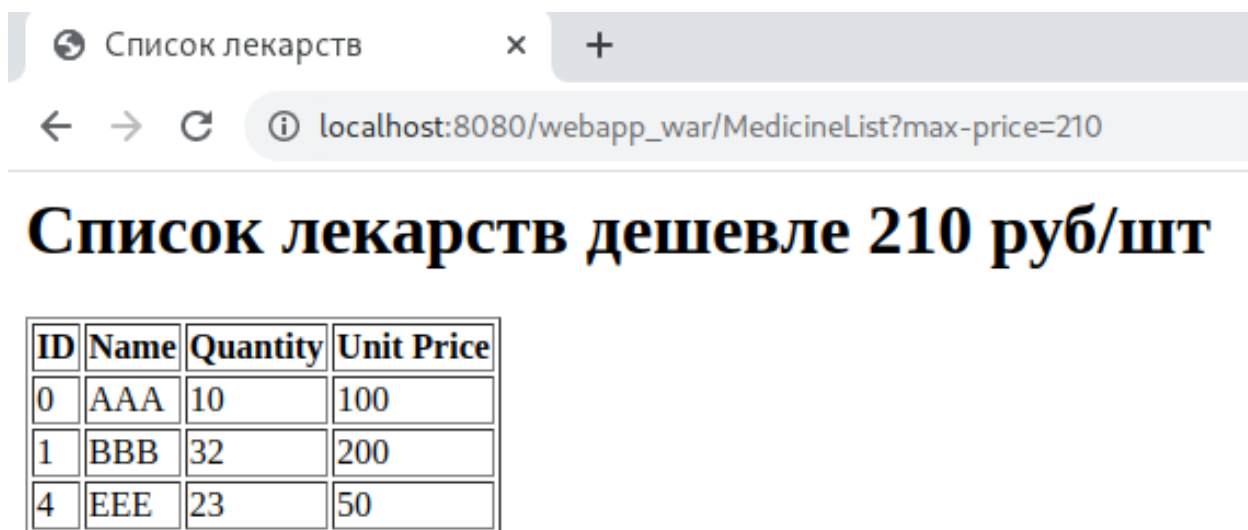 Список лекарств
localhost:8080/webapp_war/MedicineList?max-price=210
Список лекарств дешевле 210 руб/шт
ID Name Quantity Unit Price
0 AAA 10 100
1 BBB 32 200
4 EEE 23 50